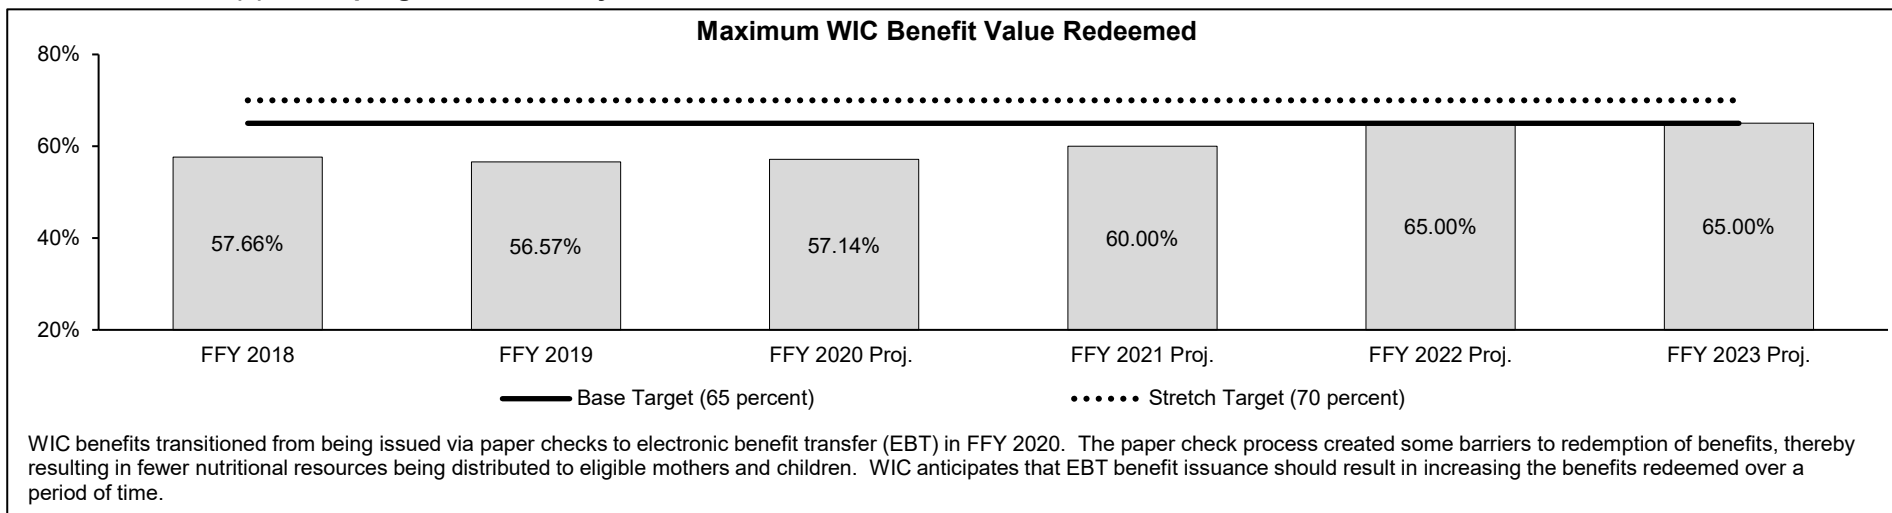 Maximum WIC Benefit Value Redeemed
80%
60%
40%
20%
57.66%
56.57%
57.14%
60.00%
65.00%
65.00%
FFY 2018
FFY 2019
FFY 2020 Proj.
FFY 2021 Proj.
FFY 2022 Proj.
FFY 2023 Proj.
Base Target (65 percent)
Stretch Target (70 percent)
WIC benefits transitioned from being issued via paper checks to electronic benefit transfer (EBT) in FFY 2020.  The paper check process created some barriers to redemption of benefits, thereby
resulting in fewer nutritional resources being distributed to eligible mothers and children.  WIC anticipates that EBT benefit issuance should result in increasing the benefits redeemed over a
period of time.